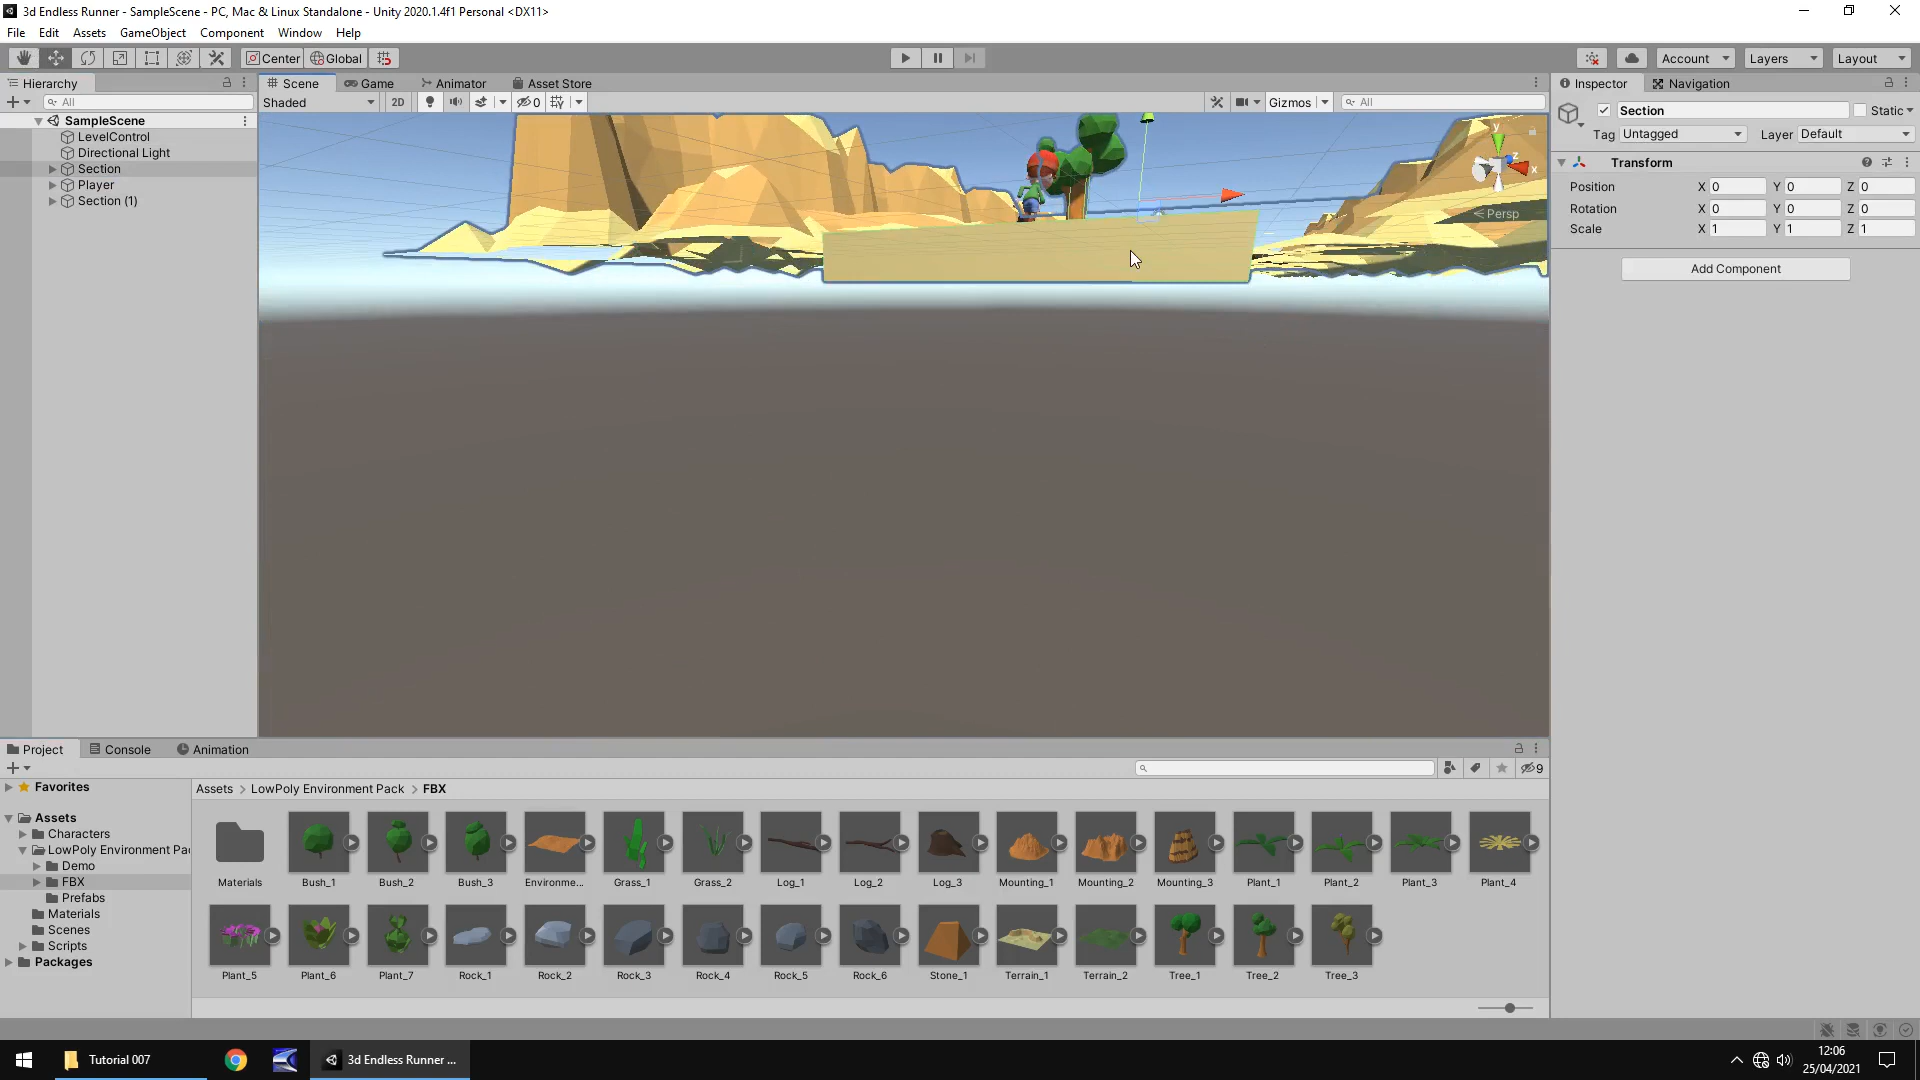 3d Endless Runner - SampleScene - PC, Mac & Linux Standalone - Unity 2020.1.4f1 Personal <DX11>
File Edit Assets GameObject Component Window Help
Center Global Account Layers Layout
Hierarchy Scene Game Animator Asset Store Inspector Navigation
All Shaded 2D 0 Gizmos All
SampleScene
LevelControl
Directional Light
Section
Player
Section (1)
y
z
x
Persp
Section Static
Tag Untagged Layer Default
Transform
Position X 0 Y 0 Z 0
Rotation X 0 Y 0 Z 0
Scale X 1 Y 1 Z 1
Add Component
Project Console Animation
9
Favorites
Assets
Characters
LowPoly Environment Pac
Demo
FBX
Prefabs
Materials
Scenes
Scripts
Packages
Assets > LowPoly Environment Pack > FBX
Materials Bush_1 Bush_2 Bush_3 Environme... Grass_1 Grass_2 Log_1 Log_2 Log_3 Mounting_1 Mounting_2 Mounting_3 Plant_1 Plant_2 Plant_3 Plant_4
Plant_5 Plant_6 Plant_7 Rock_1 Rock_2 Rock_3 Rock_4 Rock_5 Rock_6 Stone_1 Terrain_1 Terrain_2 Tree_1 Tree_2 Tree_3
Tutorial 007 3d Endless Runner ...
12:06
25/04/2021